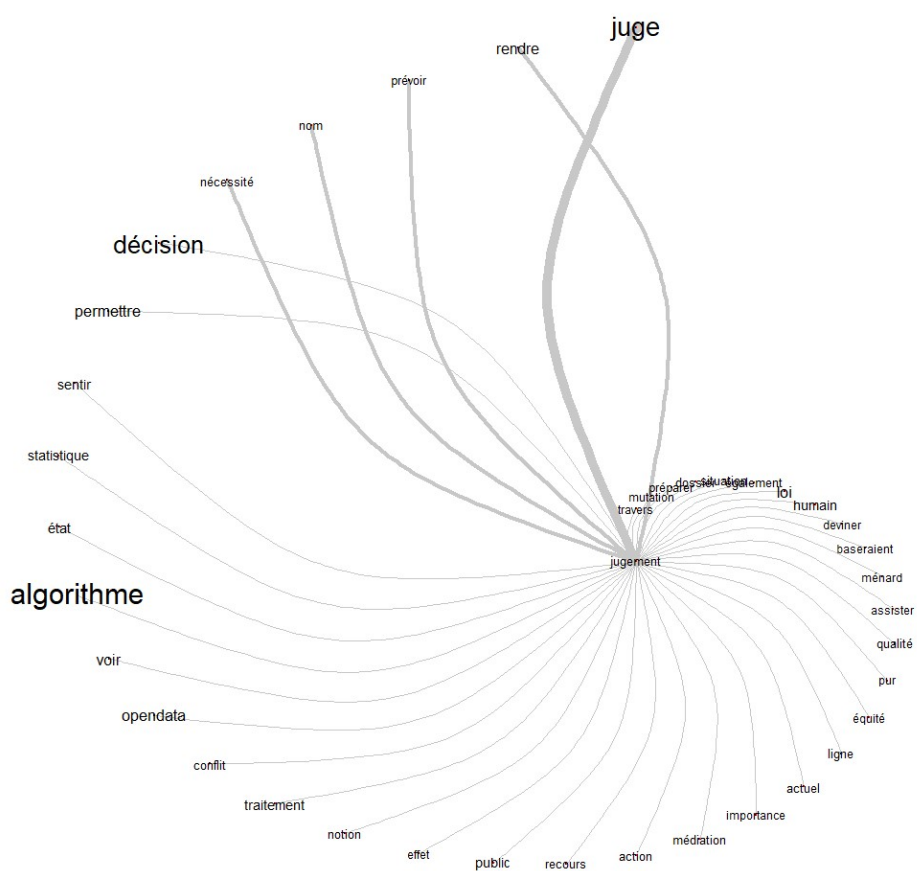 juge
rendre
prévoir
nom
nécessité
décision
permettre
sentir
statistique
état
algorithme
voir
opendata
conflit
traitement
notion
effet
public
recours
action
médiation
importance
actuel
ligne
équité
pur
qualité
assister
ménard
baseraient
deviner
humain
loi
également
situation
dossier
préparer
mutation
travers
jugement